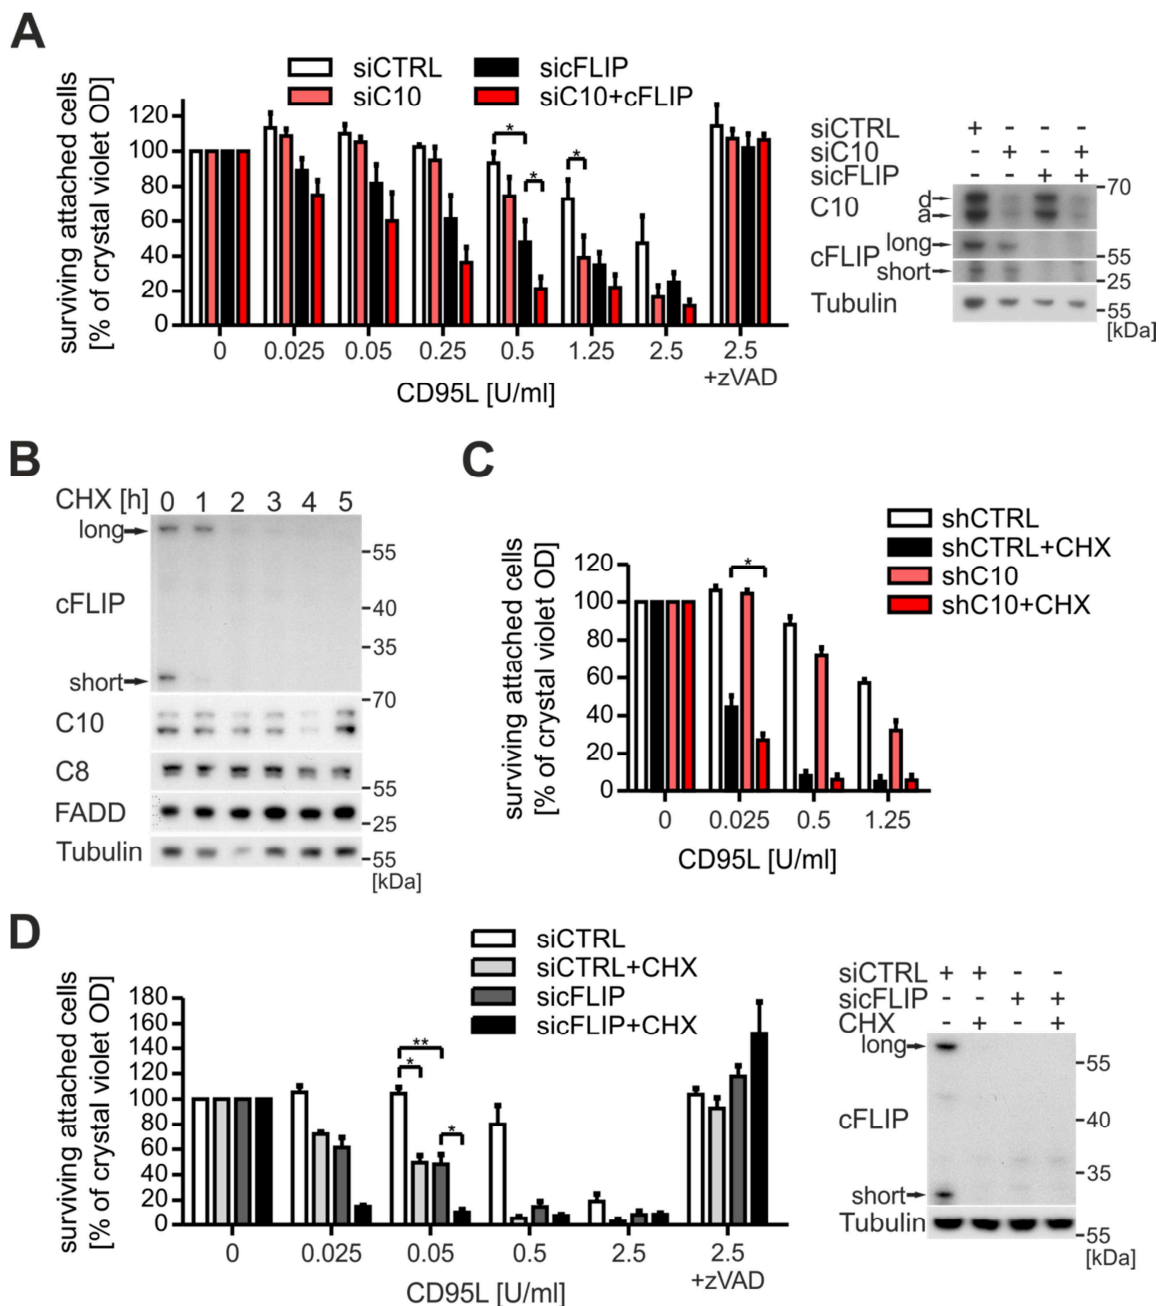 A
siCTRL
sicFLIP
siC10
siC10+cFLIP
surviving attached cells
[% of crystal violet OD]
120
100
80
60
40
20
0
* * *
0 0.025 0.05 0.25 0.5 1.25 2.5 2.5
+zVAD
CD95L [U/ml]
siCTRL + - - -
siC10 - + - +
sicFLIP - - + +
C10
d
a
70
cFLIP
long
short
55
25
Tubulin
55
[kDa]
B
CHX [h] 0 1 2 3 4 5
long
55
cFLIP
40
35
short
70
C10
C8
55
FADD
25
Tubulin
55
[kDa]
C
shCTRL
shCTRL+CHX
shC10
shC10+CHX
surviving attached cells
[% of crystal violet OD]
120
100
80
60
40
20
0
*
0 0.025 0.5 1.25
CD95L [U/ml]
D
siCTRL
siCTRL+CHX
sicFLIP
sicFLIP+CHX
surviving attached cells
[% of crystal violet OD]
180
160
140
120
100
80
60
40
20
0
**
*
*
0 0.025 0.05 0.5 2.5 2.5
+zVAD
CD95L [U/ml]
siCTRL + + - -
sicFLIP - - + +
CHX - + - +
long
55
cFLIP
40
35
short
Tubulin
55
[kDa]